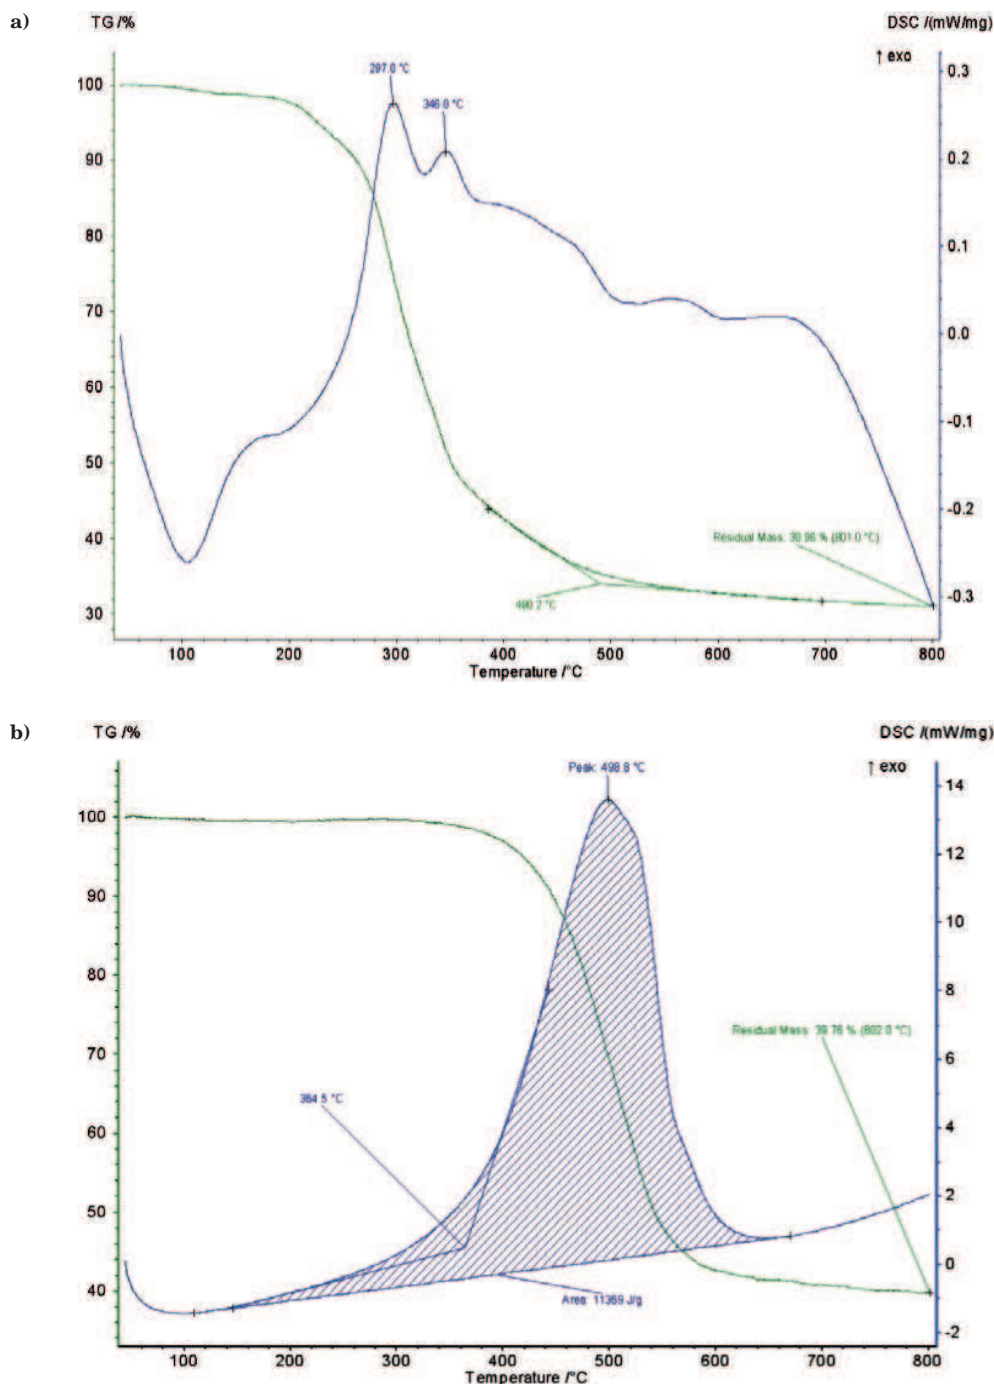 a)
TG /%
DSC /(mW/mg)
↑ exo
297.0 °C
346.0 °C
100
90
80
70
60
50
40
30
0.3
0.2
0.1
0.0
-0.1
-0.2
-0.3
Residual Mass: 30.96 % (801.0 °C)
490.2 °C
100 200 300 400 500 600 700 800
Temperature /°C
b)
TG /%
DSC /(mW/mg)
↑ exo
Peak: 498.8 °C
100
90
80
70
60
50
40
14
12
10
8
6
4
2
0
-2
Residual Mass: 39.76 % (802.0 °C)
364.5 °C
Area: 11369 J/g
100 200 300 400 500 600 700 800
Temperature /°C